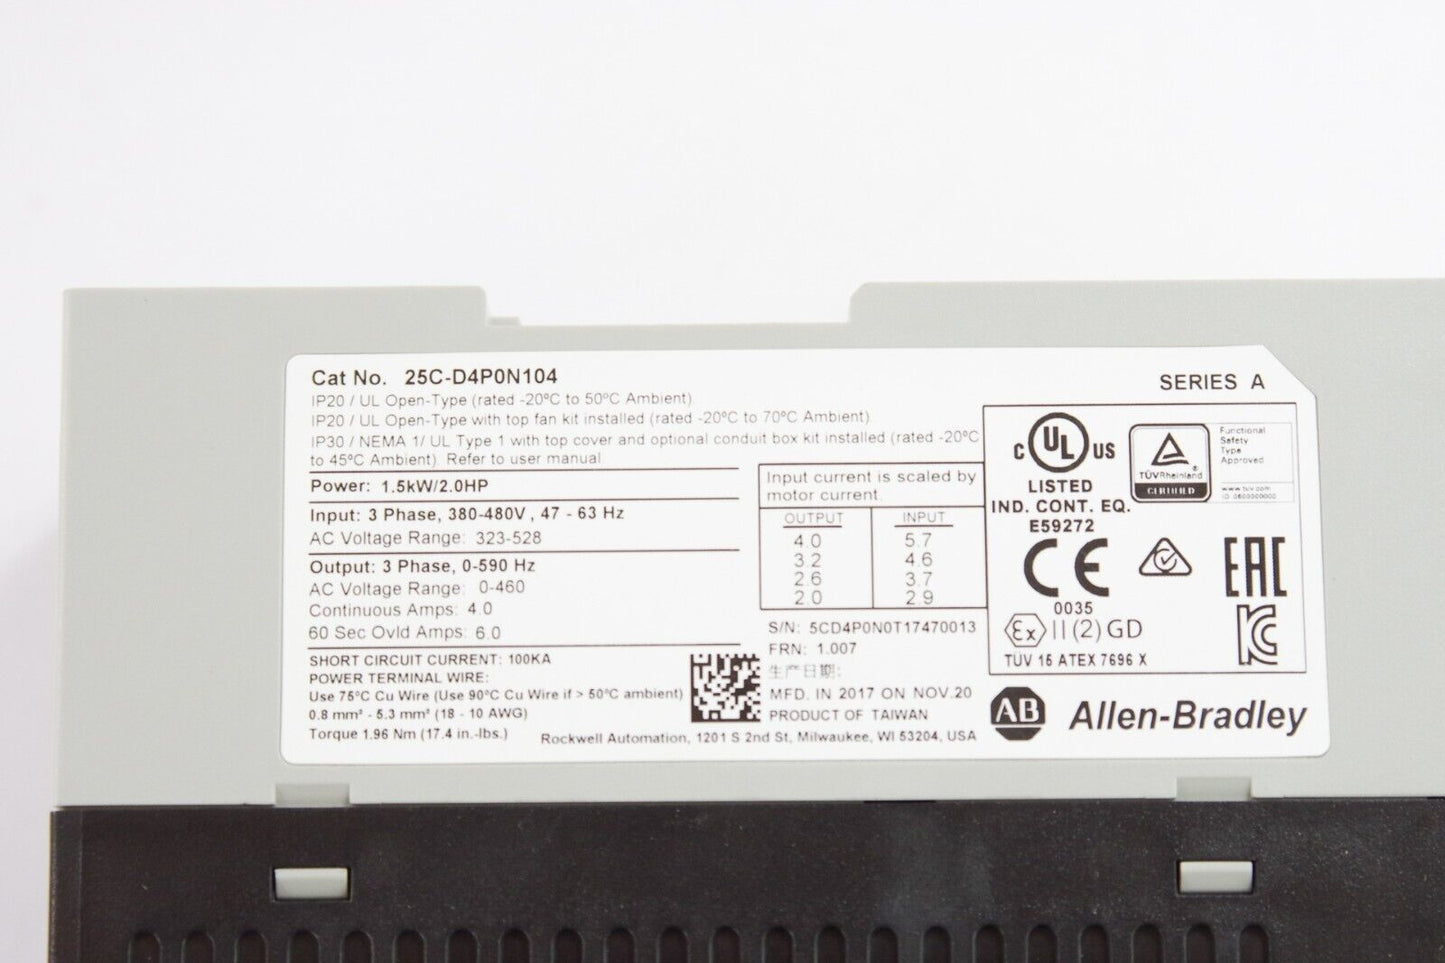 Cat No. 25C-D4P0N104
SERIES A
IP20 / UL Open-Type (rated -20°C to 50°C Ambient)
IP20 / UL Open-Type with top fan kit installed (rated -20°C to 70°C Ambient)
IP30 / NEMA 1/ UL Type 1 with top cover and optional conduit box kit installed (rated -20°C
to 45°C Ambient). Refer to user manual
Power: 1.5kW/2.0HP
Input: 3 Phase, 380-480V, 47 - 63 Hz
AC Voltage Range: 323-528
Output: 3 Phase, 0-590 Hz
AC Voltage Range: 0-460
Continuous Amps: 4.0
60 Sec Ovld Amps: 6.0
SHORT CIRCUIT CURRENT: 100KA
POWER TERMINAL WIRE:
Use 75°C Cu Wire (Use 90°C Cu Wire if > 50°C ambient)
0.8 mm² - 5.3 mm² (18 - 10 AWG)
Torque 1.96 Nm (17.4 in.-lbs.)
Input current is scaled by
motor current.
OUTPUT INPUT
4.0 5.7
3.2 4.6
2.6 3.7
2.0 2.9
S/N: 5CD4P0N0T17470013
FRN: 1.007
生产日期:
MFD. IN 2017 ON NOV.20
PRODUCT OF TAIWAN
Rockwell Automation, 1201 S 2nd St, Milwaukee, WI 53204, USA
C UL US
LISTED
IND. CONT. EQ.
E59272
TÜVRheinland®
CERTIFIED
Functional
Safety
Type
Approved
www.tuv.com
ID 0600000000
CE
EAC
0035
Ex II (2) GD
TÜV 15 ATEX 7696 X
AB Allen-Bradley